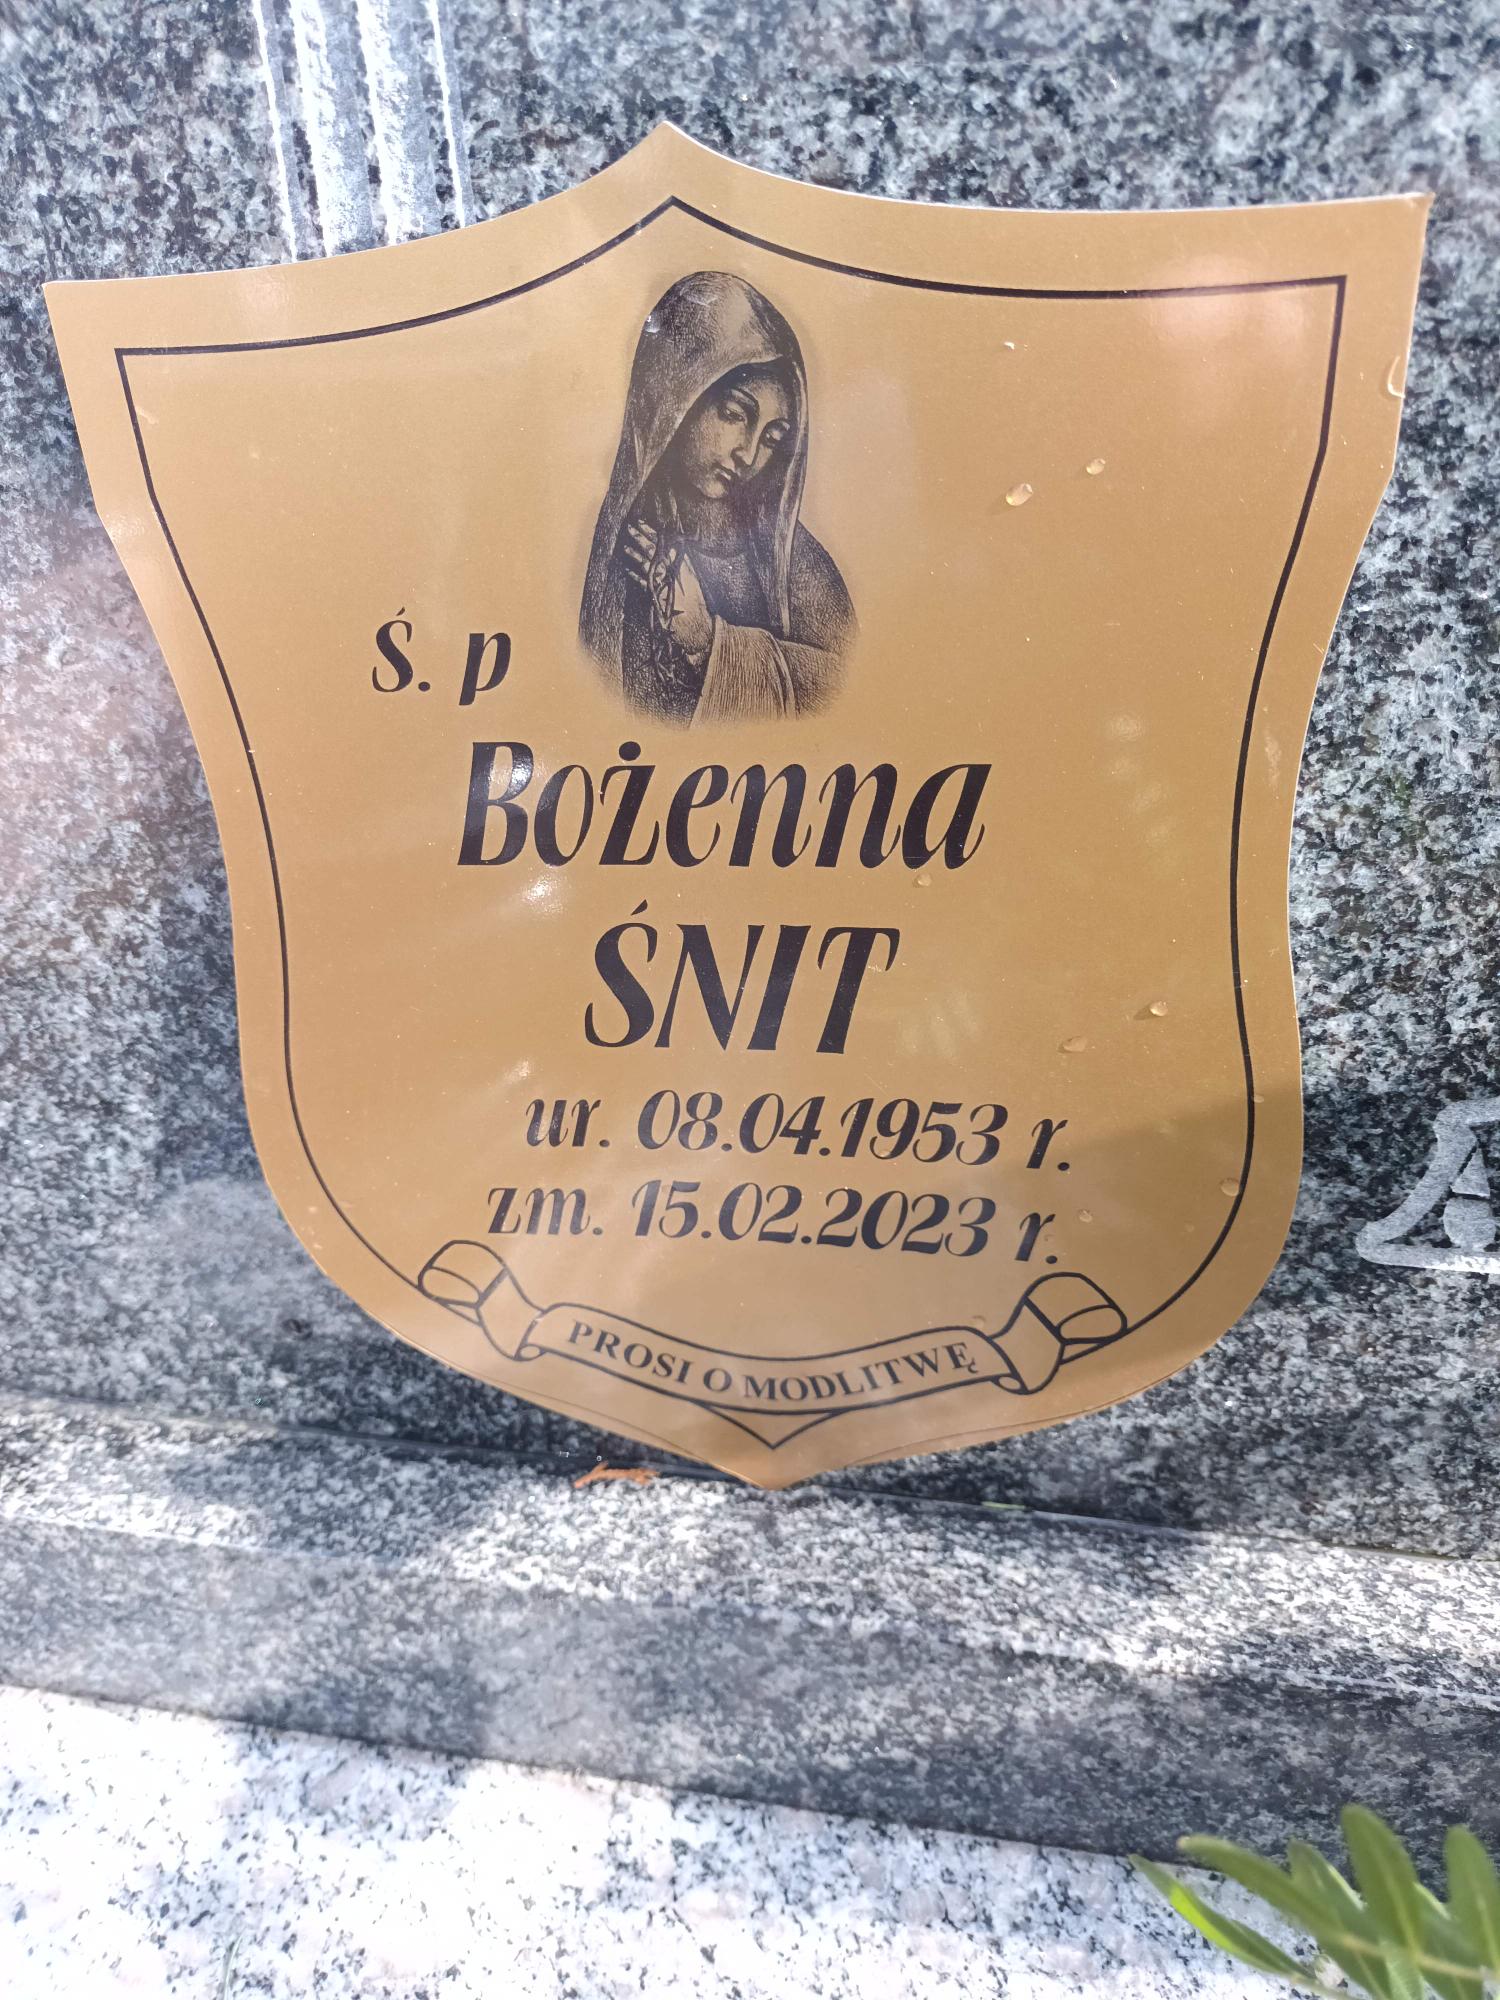 Ś. p
Bożenna
ŚNIT
ur. 08.04.1953 r.
zm. 15.02.2023 r.
PROSI O MODLITWĘ
A